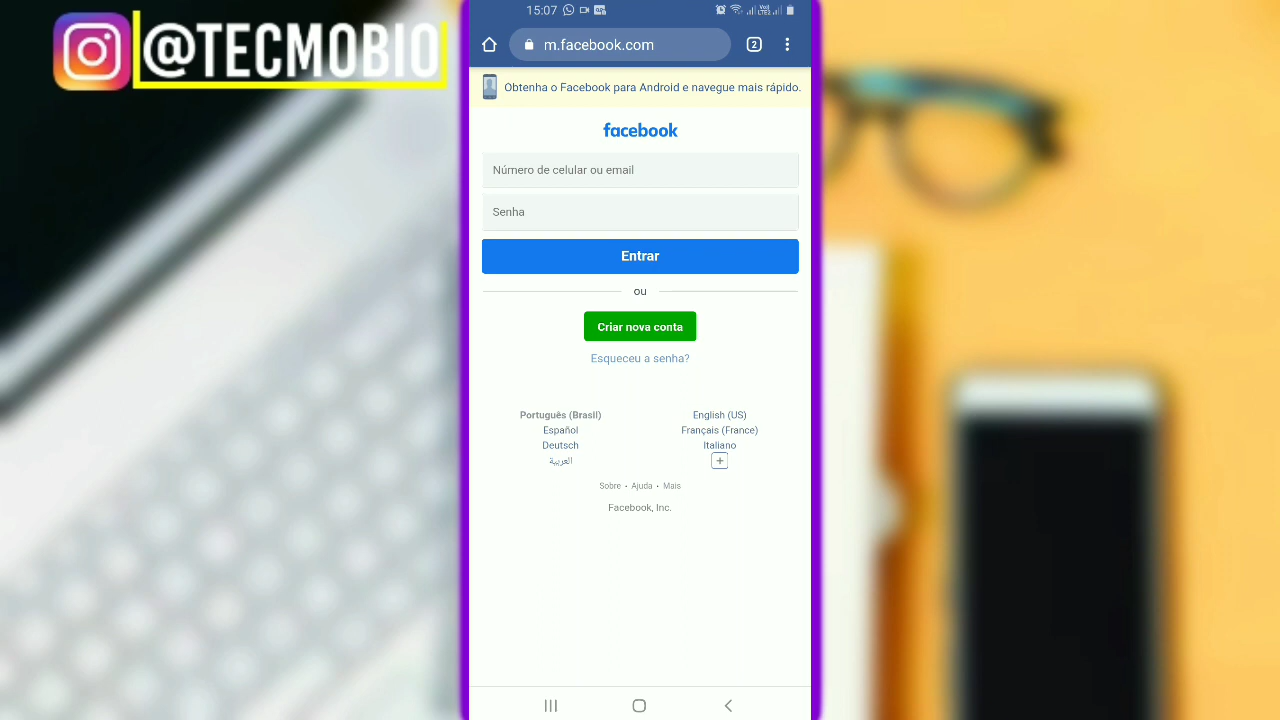 @TECMOBIO
15:07
m.facebook.com
2
Obtenha o Facebook para Android e navegue mais rápido.
facebook
Número de celular ou email
Senha
Entrar
ou
Criar nova conta
Esqueceu a senha?
Português (Brasil) English (US)
Español Français (France)
Deutsch Italiano
العربية +
Sobre • Ajuda • Mais
Facebook, Inc.